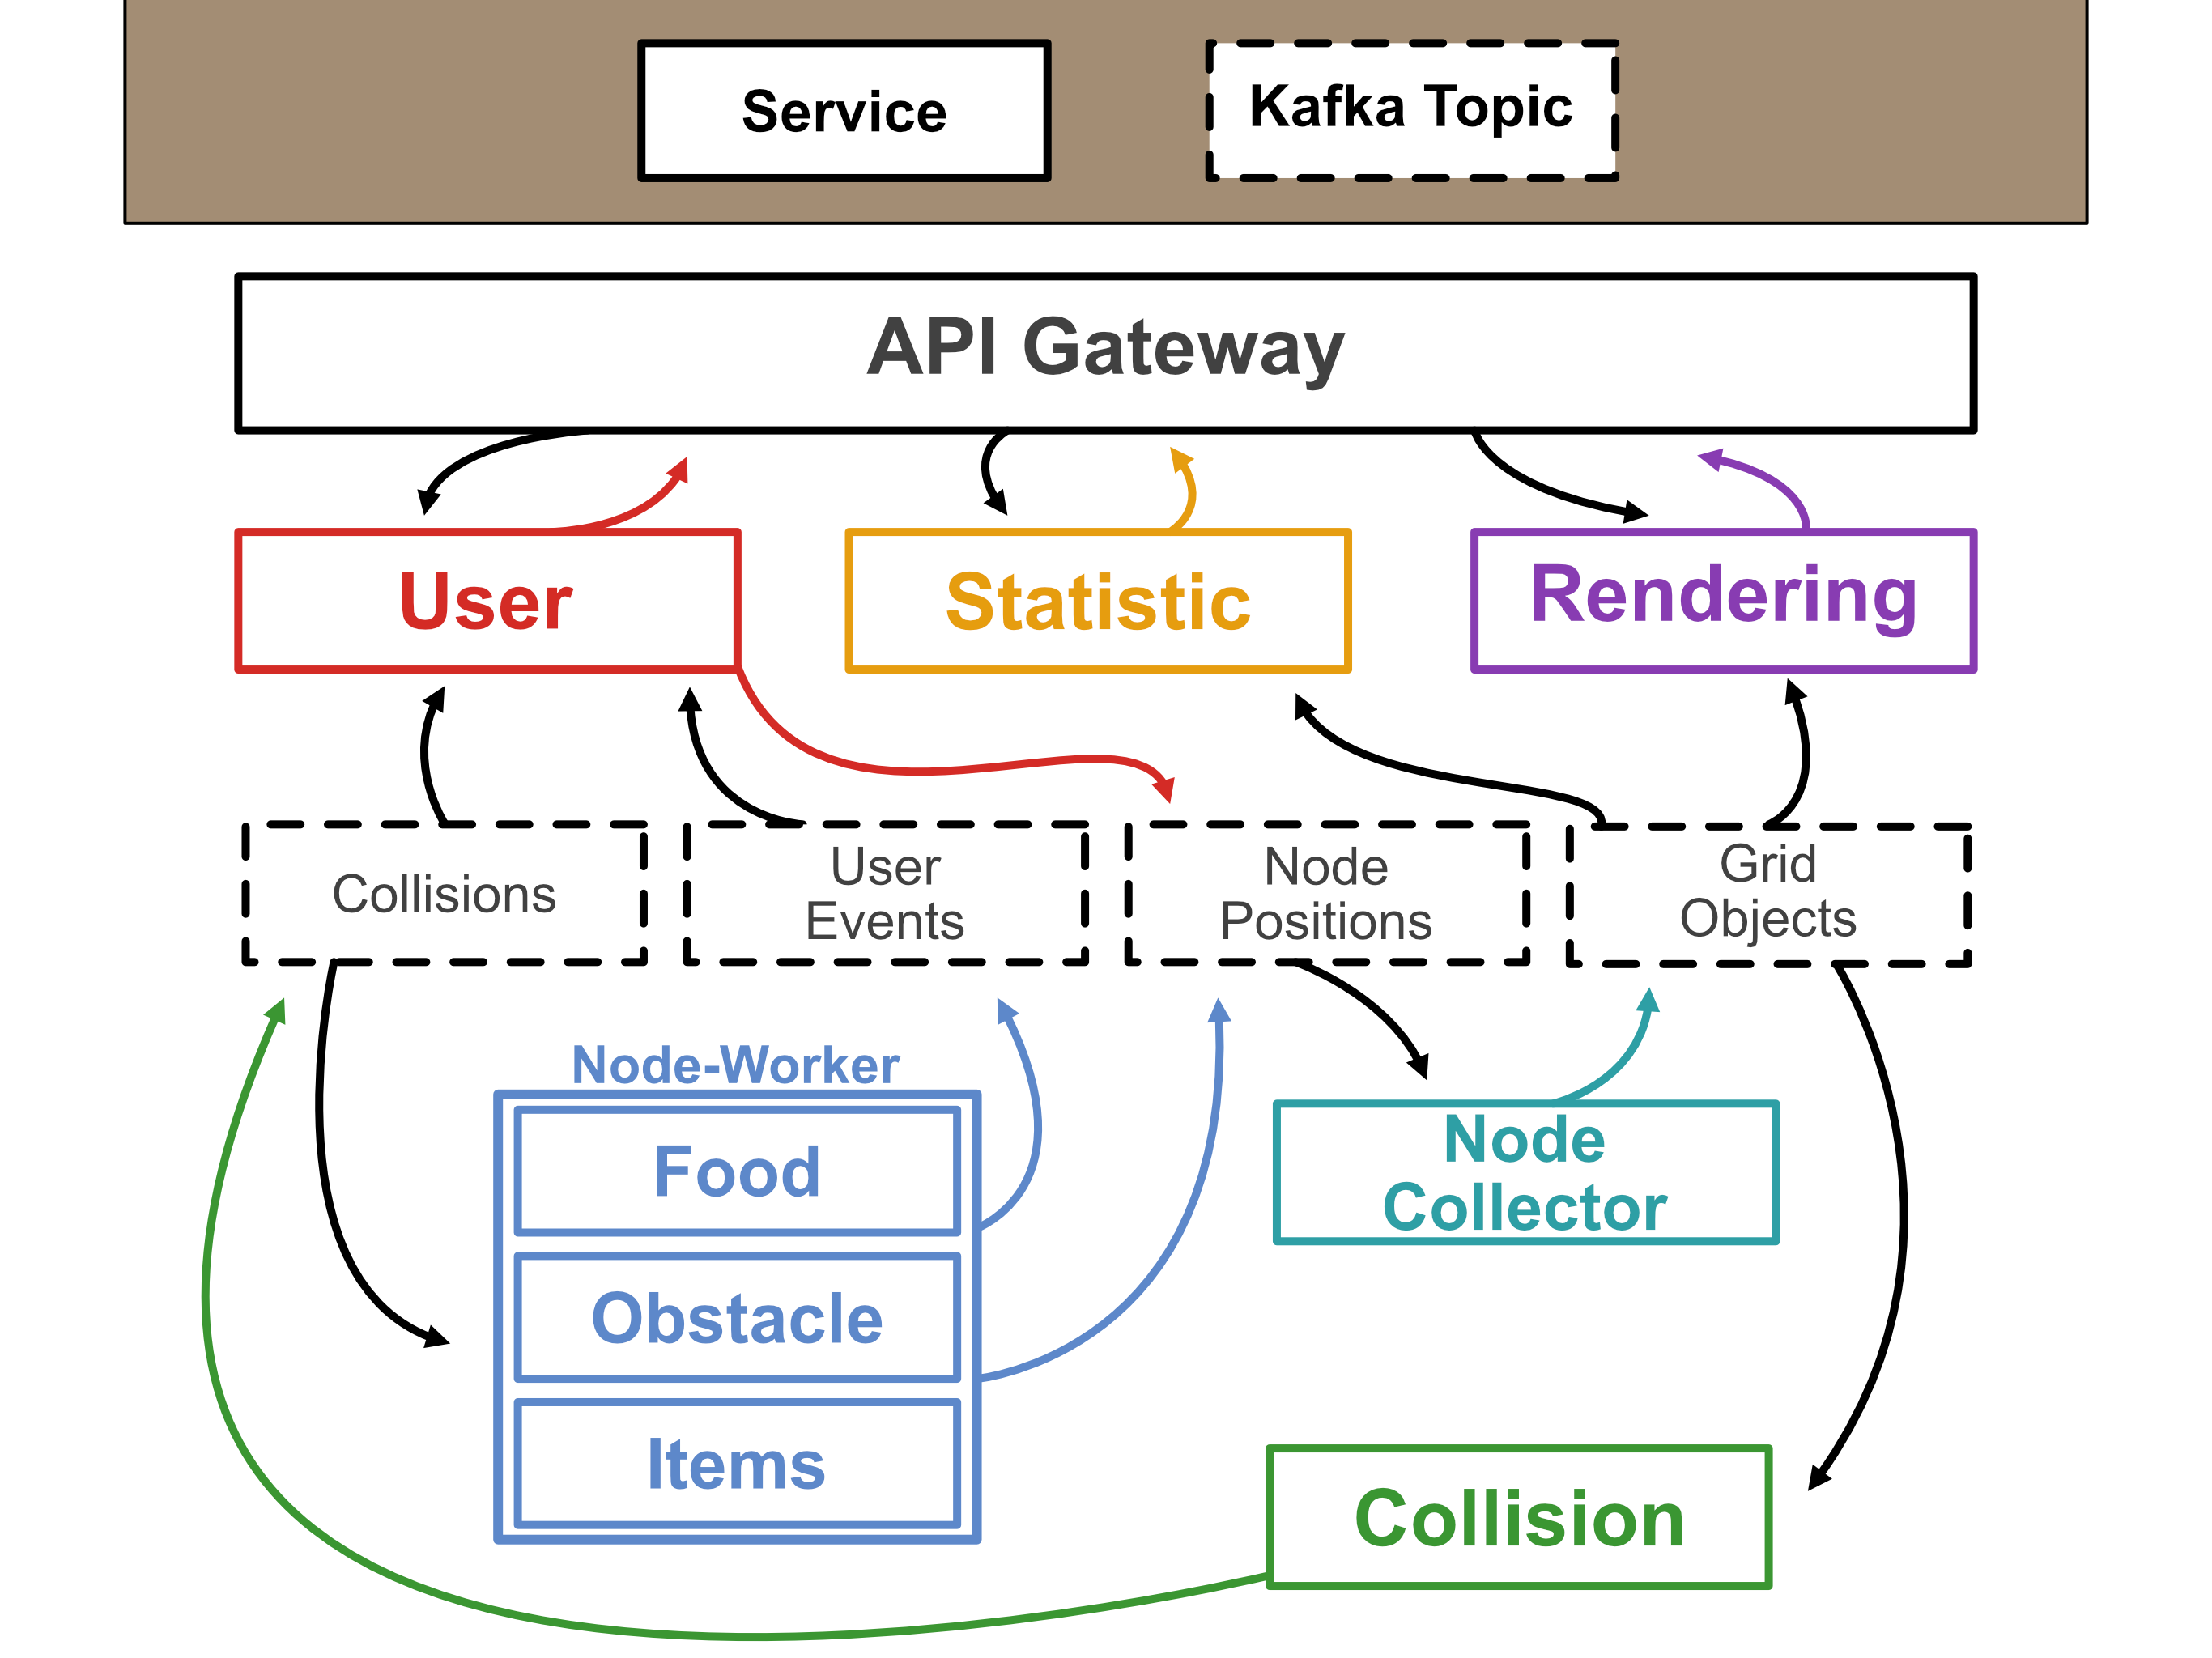 Service
Kafka Topic
API Gateway
User
Statistic
Rendering
Collisions
User
Events
Node
Positions
Grid
Objects
Node-Worker
Food
Obstacle
Items
Node
Collector
Collision